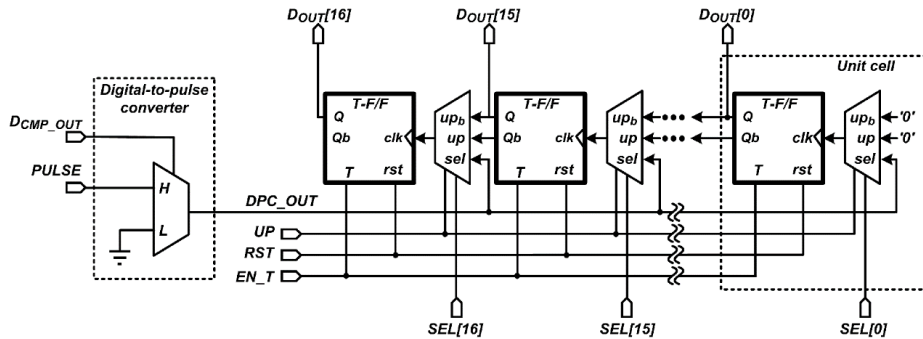 DOUT[16]
DOUT[15]
DOUT[0]
Unit cell
Digital-to-pulse
converter
T-F/F
T-F/F
T-F/F
DCMP_OUT
Q
upb
Q
upb
Q
upb
'0'
Qb
clk
up
Qb
clk
up
Qb
clk
up
'0'
PULSE
H
T
rst
sel
T
rst
sel
T
rst
sel
L
DPC_OUT
UP
RST
EN_T
SEL[16]
SEL[15]
SEL[0]